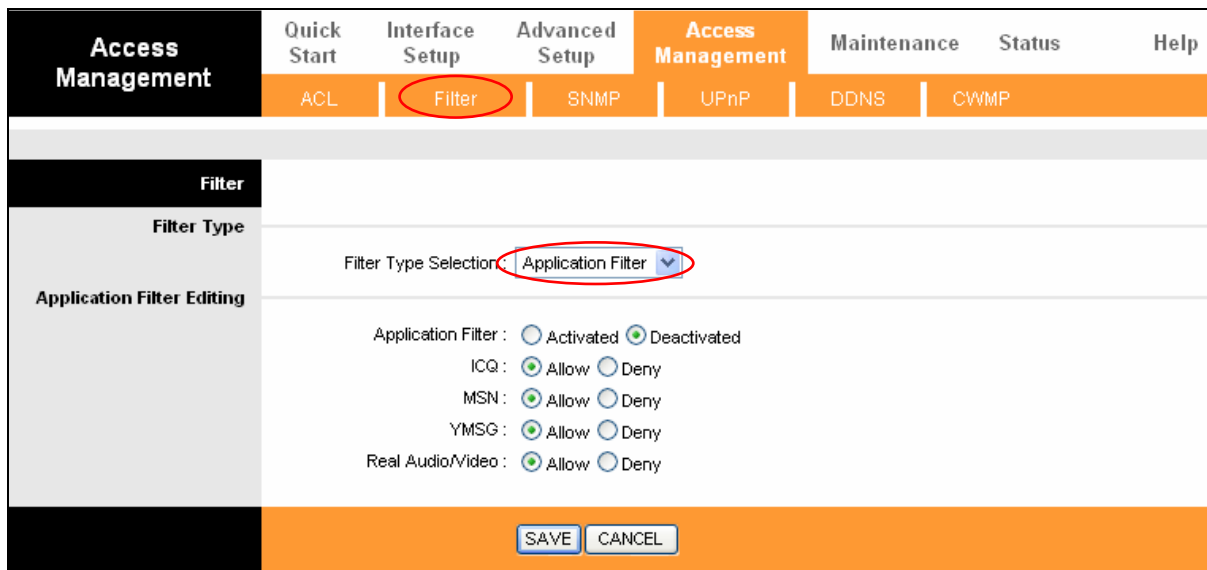 Access Management
Quick Start
Interface Setup
Advanced Setup
Access Management
Maintenance
Status
Help
ACL
Filter
SNMP
UPnP
DDNS
CWMP
Filter
Filter Type
Filter Type Selection : Application Filter
Application Filter Editing
Application Filter : Activated Deactivated
ICQ : Allow Deny
MSN : Allow Deny
YMSG : Allow Deny
Real Audio/Video : Allow Deny
SAVE CANCEL